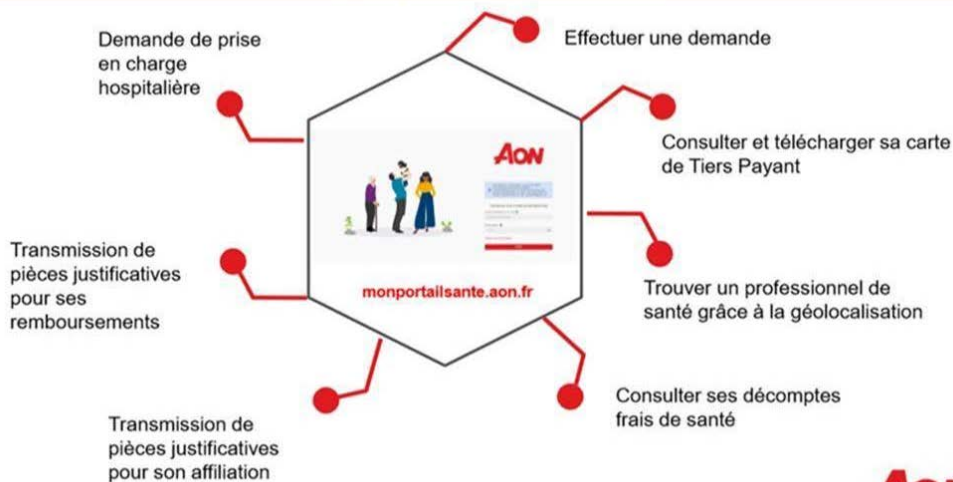 Demande de prise
en charge
hospitalière
Effectuer une demande
Consulter et télécharger sa carte
de Tiers Payant
AON
monportailsante.aon.fr
Transmission de
pièces justificatives
pour ses
remboursements
Trouver un professionnel de
santé grâce à la géolocalisation
Consulter ses décomptes
frais de santé
Transmission de
pièces justificatives
pour son affiliation
AON